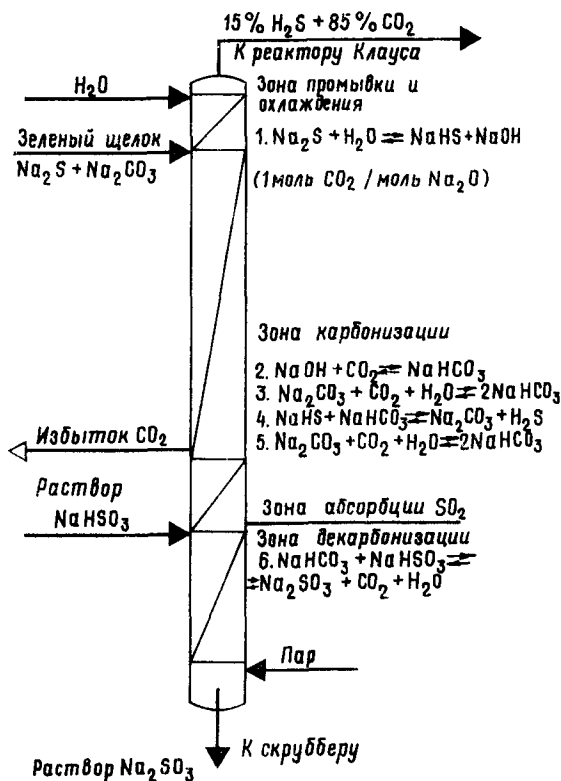 15% H₂S + 85% CO₂
К реактору Клауса
H₂O
Зона промывки и
охлаждения
Зеленый щелок
Na₂S + Na₂CO₃
1. Na₂S + H₂O ⇌ NaHS + NaOH
(1 моль CO₂ / моль Na₂O)
Зона карбонизации
2. NaOH + CO₂ ⇌ NaHCO₃
3. Na₂CO₃ + CO₂ + H₂O ⇌ 2NaHCO₃
4. NaHS + NaHCO₃ ⇌ Na₂CO₃ + H₂S
5. Na₂CO₃ + CO₂ + H₂O ⇌ 2NaHCO₃
Избыток CO₂
Раствор
NaHSO₃
Зона абсорбции SO₂
Зона декарбонизации
6. NaHCO₃ + NaHSO₃ ⇌
⇌ Na₂SO₃ + CO₂ + H₂O
Пар
К скрубберу
Раствор Na₂SO₃